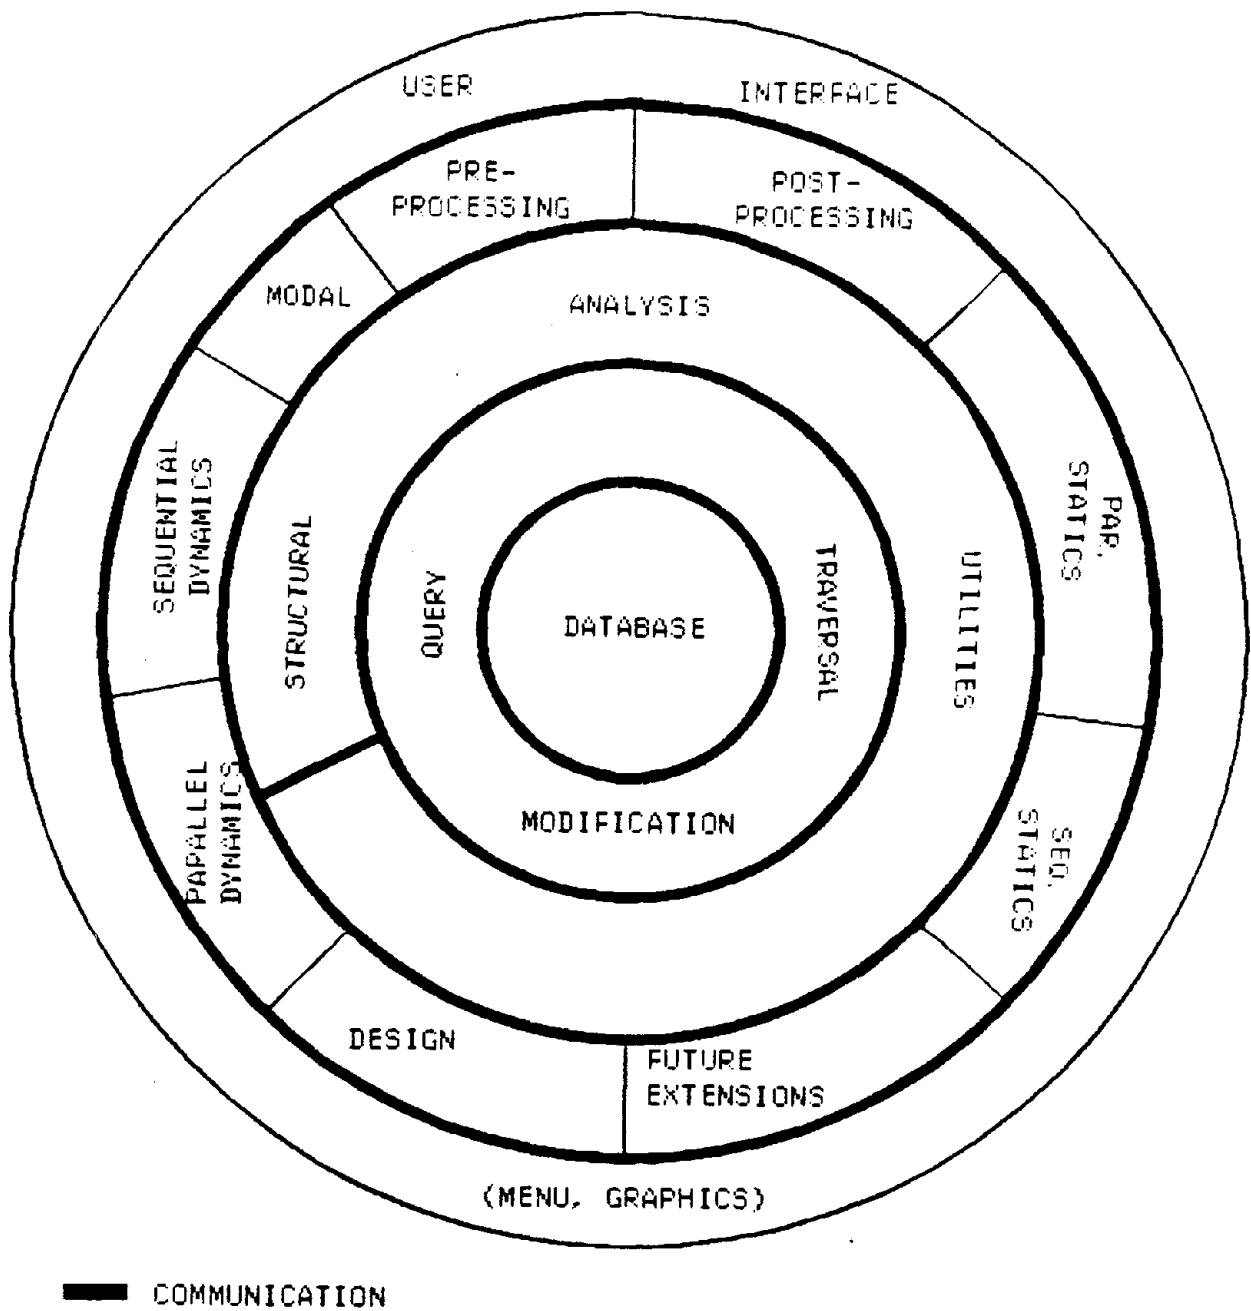 USER INTERFACE
PRE-
PROCESSING
POST-
PROCESSING
MODAL
ANALYSIS
SEQUENTIAL
DYNAMICS
STRUCTURAL
QUERY
DATABASE
TRAVERSAL
UTILITIES
PAR.
STATICS
PARALLEL
DYNAMICS
MODIFICATION
SEQ.
STATICS
DESIGN
FUTURE
EXTENSIONS
(MENU, GRAPHICS)
COMMUNICATION